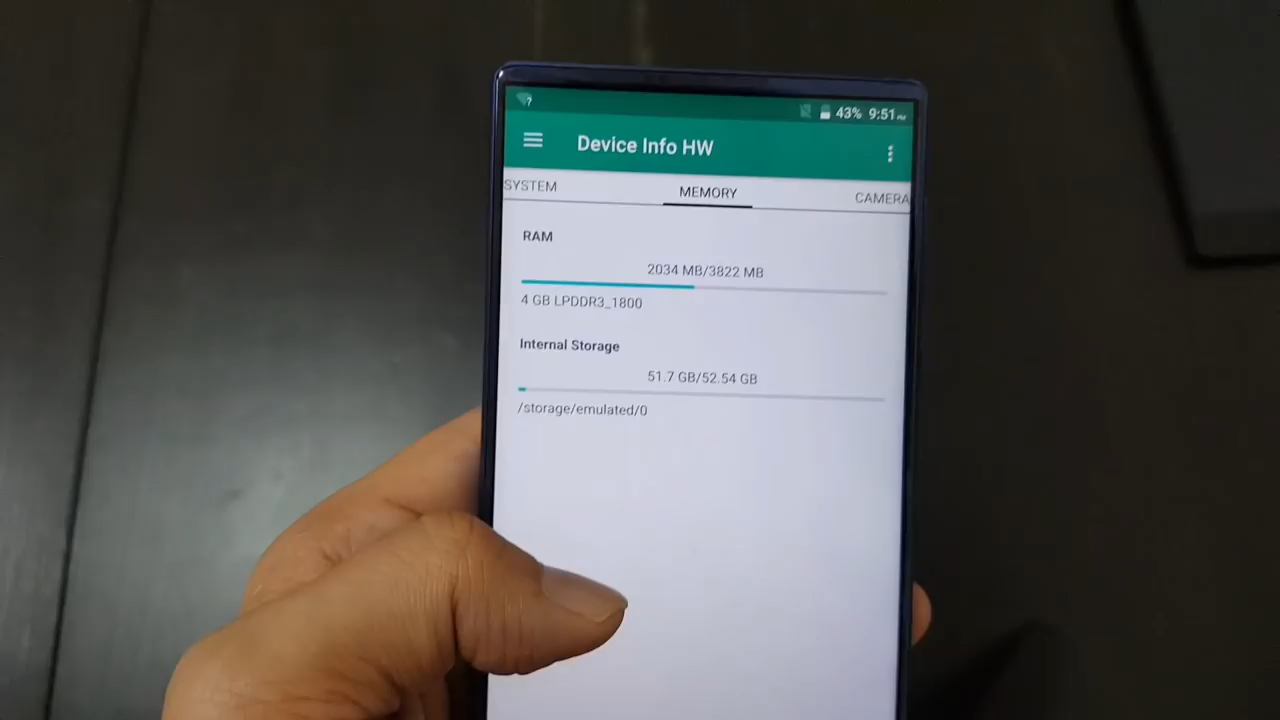 ? 43% 9:51 PM
Device Info HW
SYSTEM MEMORY CAMERA
RAM
2034 MB/3822 MB
4 GB LPDDR3_1800
Internal Storage
51.7 GB/52.54 GB
/storage/emulated/0